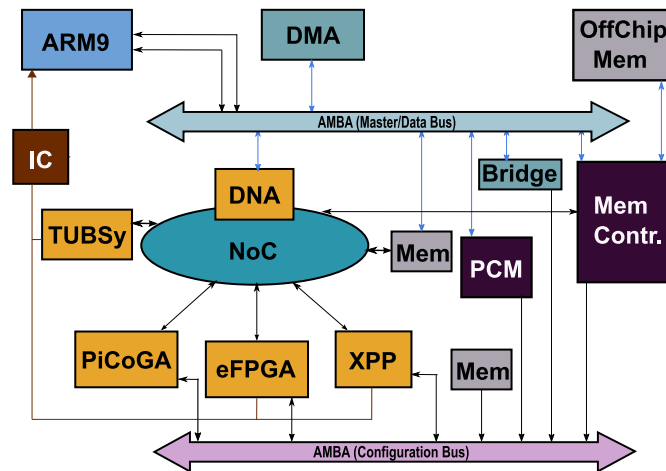 ARM9
DMA
OffChip
Mem
AMBA (Master/Data Bus)
IC
DNA
Bridge
TUBSy
NoC
Mem
PCM
Mem
Contr.
PiCoGA
eFPGA
XPP
Mem
AMBA (Configuration Bus)